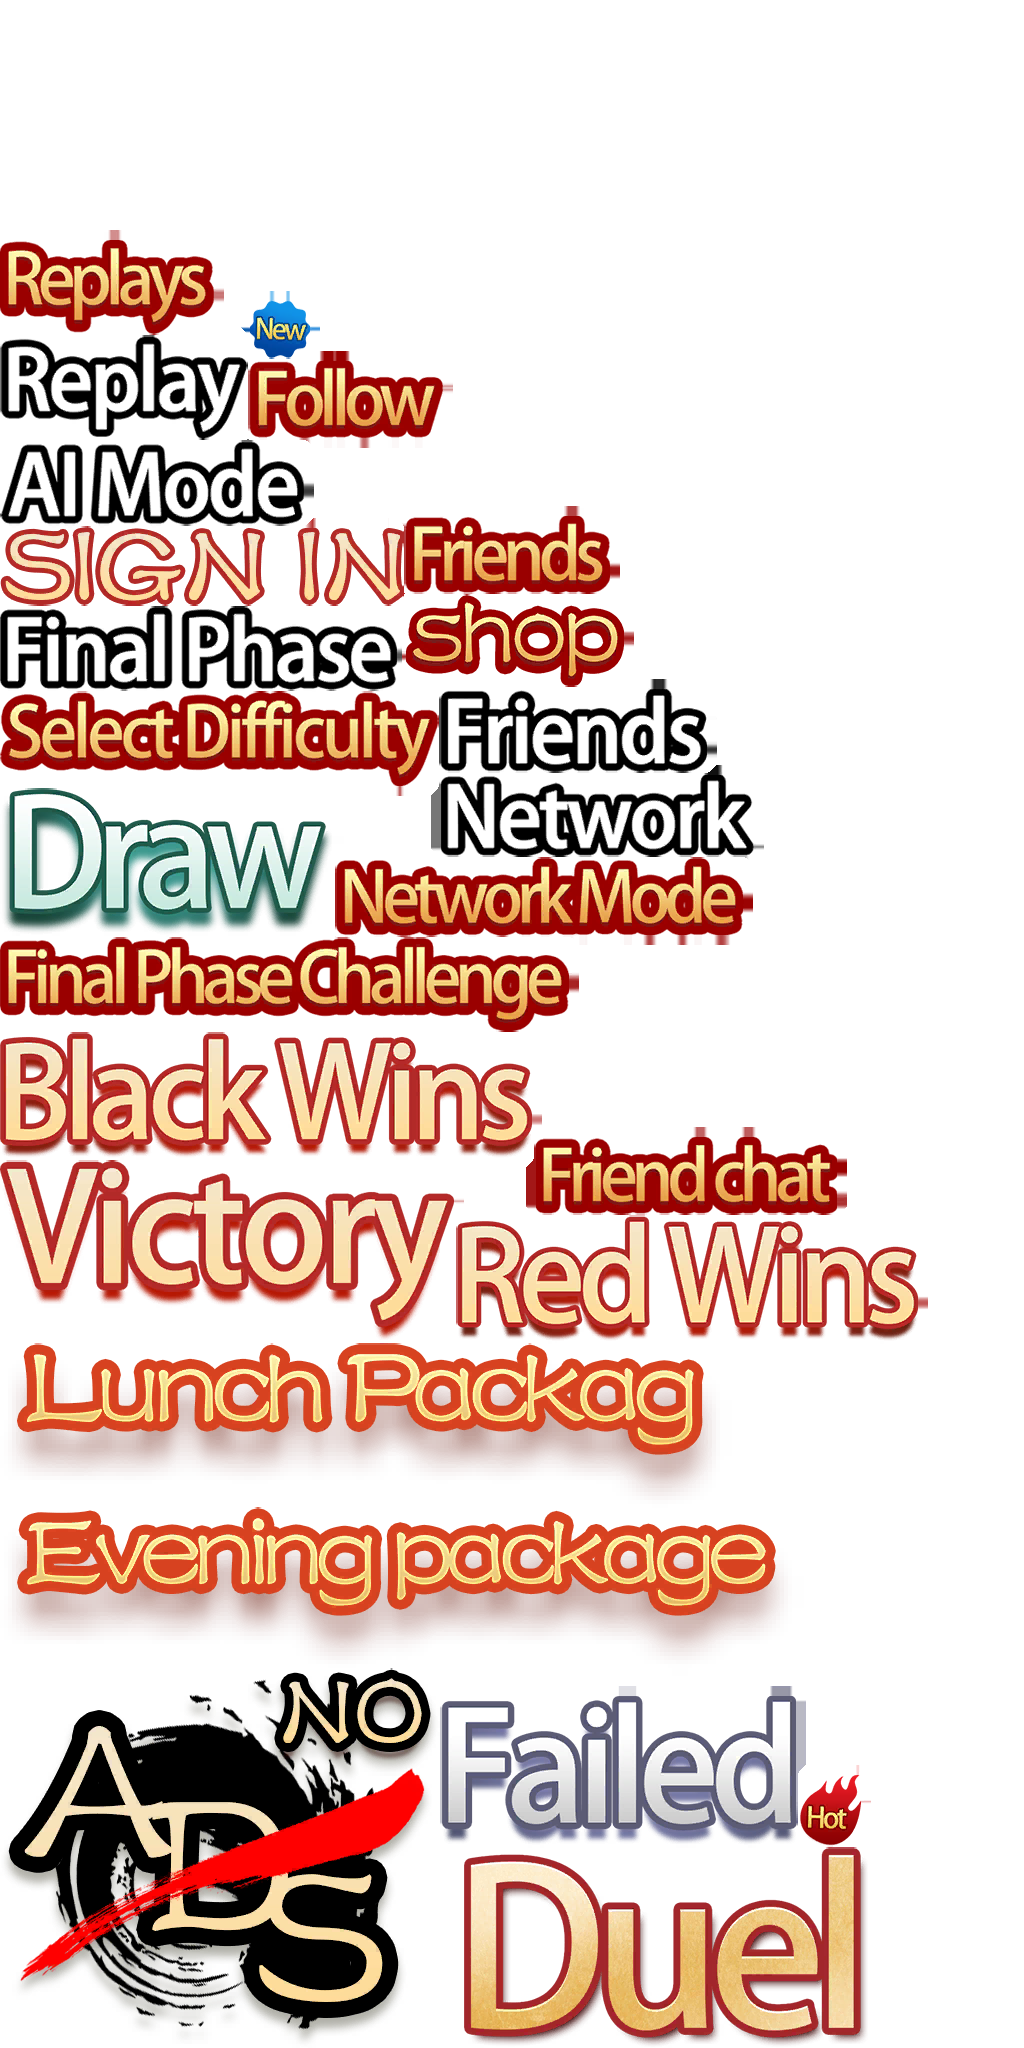 Replays
New
Replay
Follow
AI Mode
SIGN IN
Friends
Final Phase
shop
Select Difficulty
Friends
Network
Draw
Network Mode
Final Phase Challenge
Black Wins
Friend chat
Victory
Red Wins
Lunch Packag
Evening package
NO
ADS
Failed
Hot
Duel